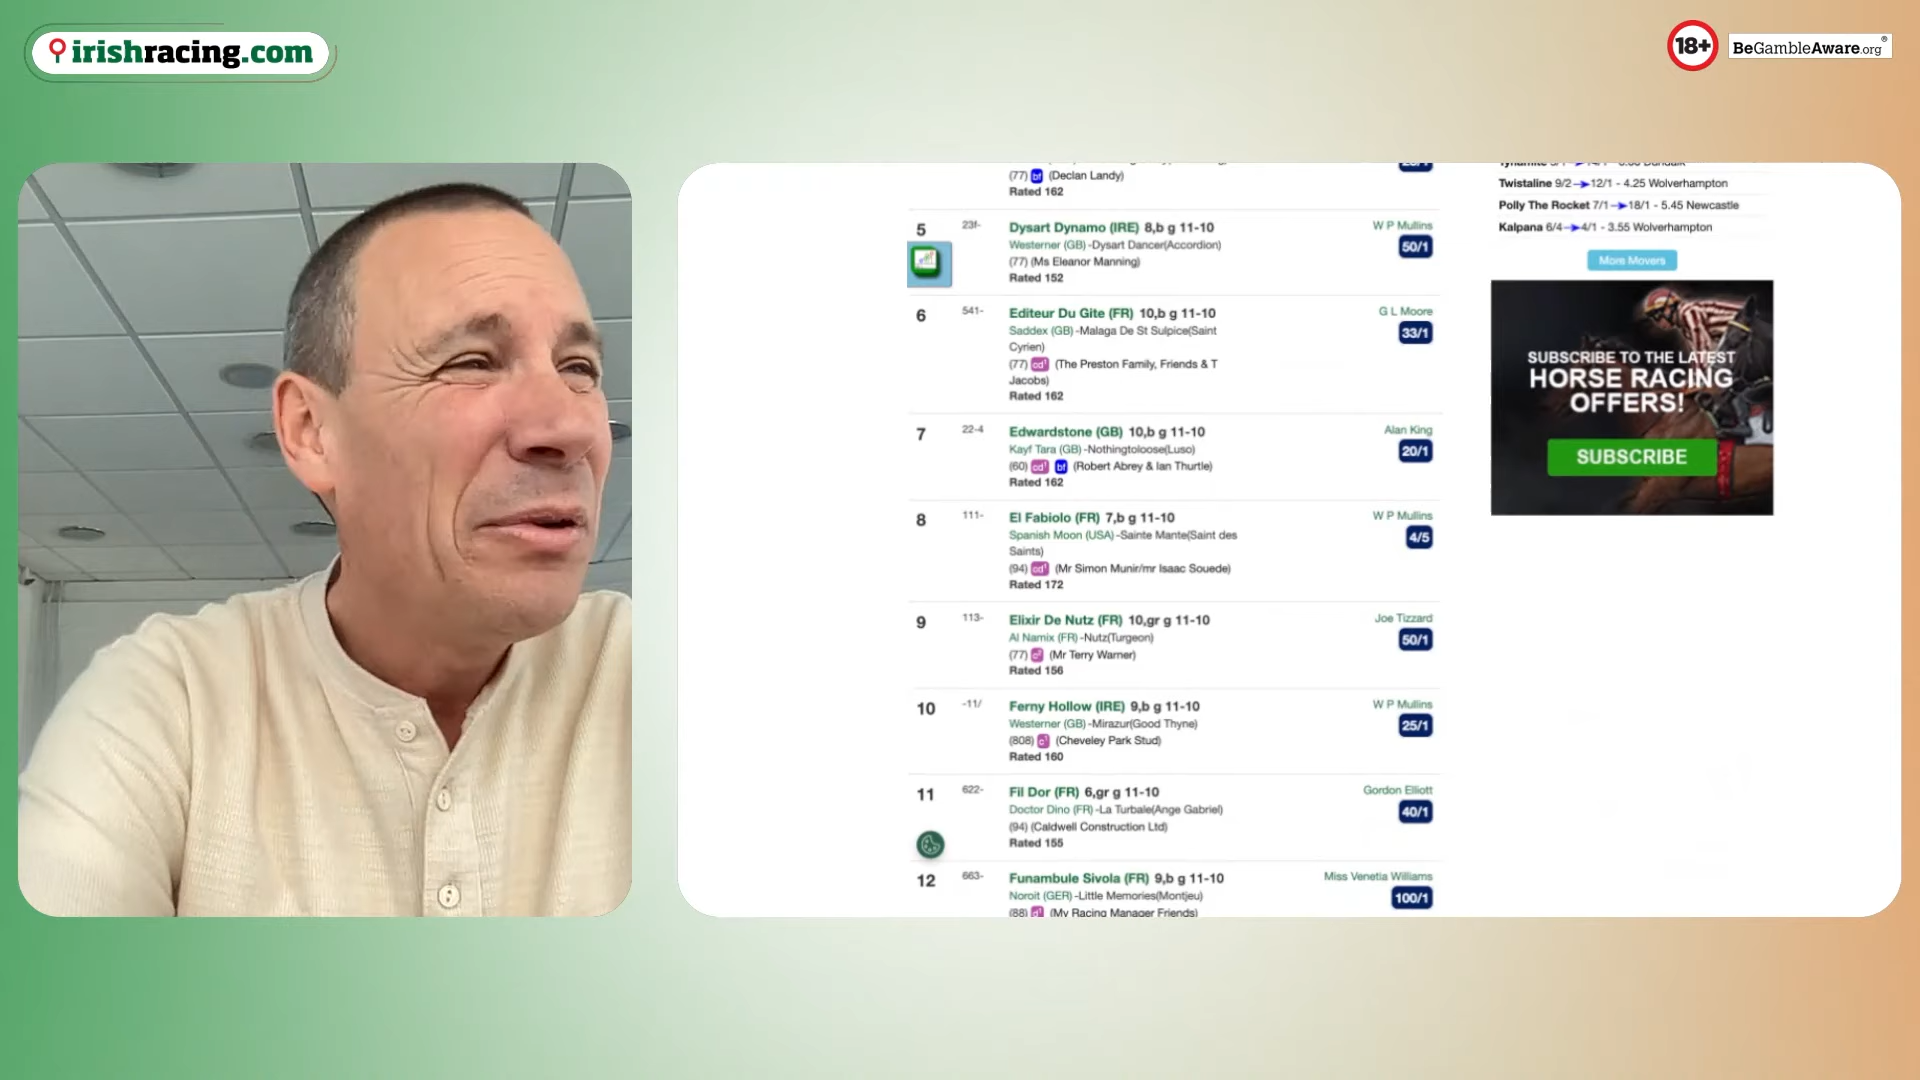 irishracing.com
18+
BeGambleAware.org®
(77) bf (Declan Landy)
Rated 162
5 23f- Dysart Dynamo (IRE) 8,b g 11-10 W P Mullins
Westerner (GB) -Dysart Dancer(Accordion) 50/1
(77) (Ms Eleanor Manning)
Rated 152
6 541- Editeur Du Gite (FR) 10,b g 11-10 G L Moore
Saddex (GB) -Malaga De St Sulpice(Saint 33/1
Cyrien)
(77) cd¹ (The Preston Family, Friends & T
Jacobs)
Rated 162
7 22-4 Edwardstone (GB) 10,b g 11-10 Alan King
Kayf Tara (GB) -Nothingtoloose(Luso) 20/1
(60) cd¹ bf (Robert Abrey & Ian Thurtle)
Rated 162
8 111- El Fabiolo (FR) 7,b g 11-10 W P Mullins
Spanish Moon (USA) -Sainte Mante(Saint des 4/5
Saints)
(94) cd¹ (Mr Simon Munir/mr Isaac Souede)
Rated 172
9 113- Elixir De Nutz (FR) 10,gr g 11-10 Joe Tizzard
Al Namix (FR) -Nutz(Turgeon) 50/1
(77) c² (Mr Terry Warner)
Rated 156
10 -11/ Ferny Hollow (IRE) 9,b g 11-10 W P Mullins
Westerner (GB) -Mirazur(Good Thyne) 25/1
(808) c¹ (Cheveley Park Stud)
Rated 160
11 622- Fil Dor (FR) 6,gr g 11-10 Gordon Elliott
Doctor Dino (FR) -La Turbale(Ange Gabriel) 40/1
(94) (Caldwell Construction Ltd)
Rated 155
12 663- Funambule Sivola (FR) 9,b g 11-10 Miss Venetia Williams
Noroit (GER) -Little Memories(Montjeu) 100/1
(88) (My Racing Manager Friends)
Twistaline 9/2 12/1 - 4.25 Wolverhampton
Polly The Rocket 7/1 18/1 - 5.45 Newcastle
Kalpana 6/4 4/1 - 3.55 Wolverhampton
More Movers
SUBSCRIBE TO THE LATEST
HORSE RACING
OFFERS!
SUBSCRIBE